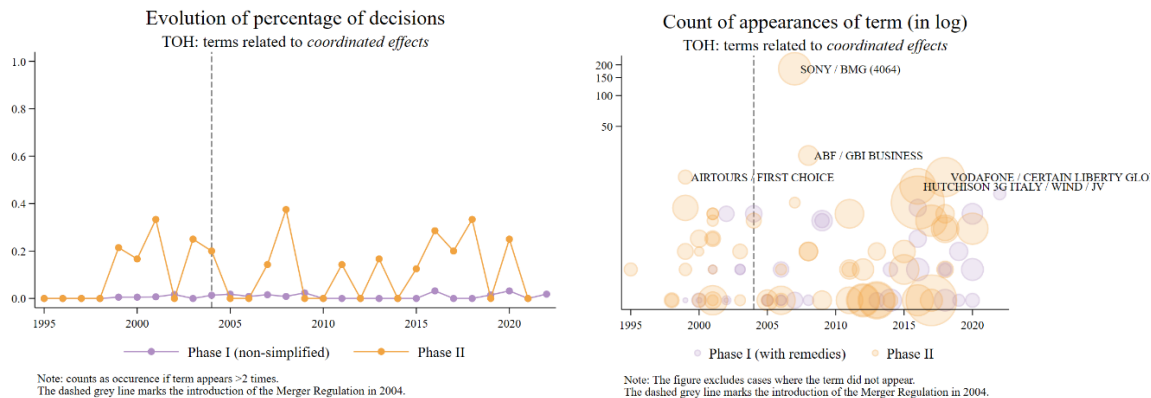 Evolution of percentage of decisions
TOH: terms related to coordinated effects
1.0
0.8
0.6
0.4
0.2
0.0
1995
2000
2005
2010
2015
2020
Phase I (non-simplified)
Phase II
Note: counts as occurence if term appears >2 times.
The dashed grey line marks the introduction of the Merger Regulation in 2004.
Count of appearances of term (in log)
TOH: terms related to coordinated effects
200
150
100
50
SONY / BMG (4064)
ABF / GBI BUSINESS
AIRTOURS / FIRST CHOICE
VODAFONE / CERTAIN LIBERTY GLO
HUTCHISON 3G ITALY / WIND / JV
1995
2000
2006
2012
2015
2020
Phase I (with remedies)
Phase II
Note: The figure excludes cases where the term did not appear.
The dashed grey line marks the introduction of the Merger Regulation in 2004.